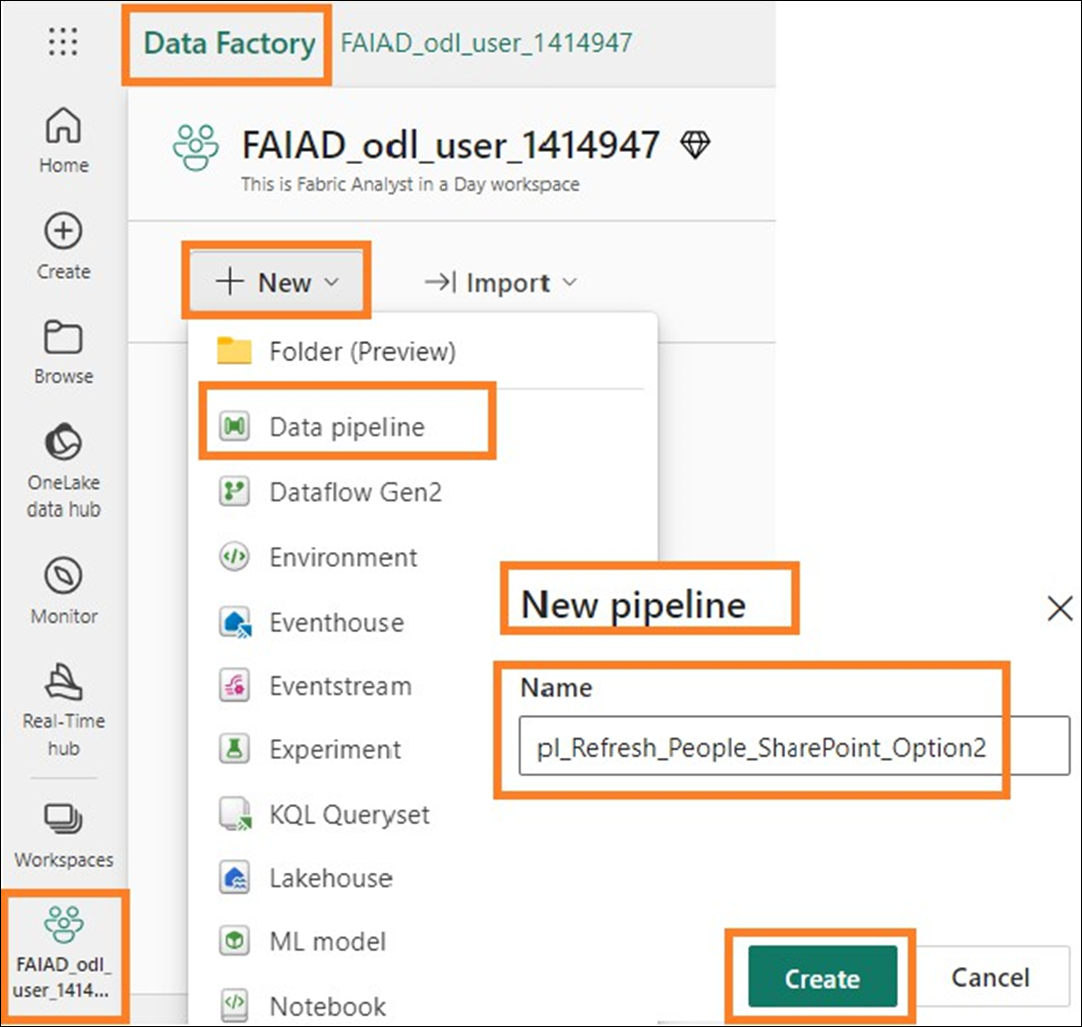 Data Factory FAIAD_odl_user_1414947
Home
Create
Browse
OneLake
data hub
Monitor
Real-Time
hub
Workspaces
FAIAD_odl_
user_1414...
FAIAD_odl_user_1414947
This is Fabric Analyst in a Day workspace
New
Import
Folder (Preview)
Data pipeline
Dataflow Gen2
Environment
Eventhouse
Eventstream
Experiment
KQL Queryset
Lakehouse
ML model
Notebook
New pipeline
Name
pl_Refresh_People_SharePoint_Option2
Create Cancel